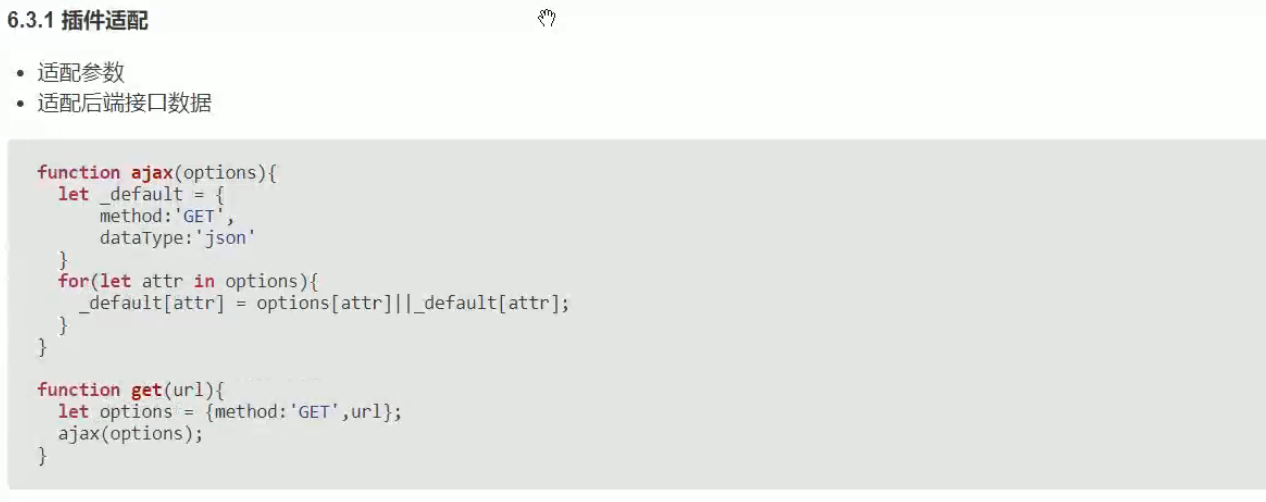 6.3.1 插件适配
• 适配参数
• 适配后端接口数据
function ajax(options){
  let _default = {
      method:'GET',
      dataType:'json'
  }
  for(let attr in options){
    _default[attr] = options[attr]||_default[attr];
  }
}
function get(url){
  let options = {method:'GET',url};
  ajax(options);
}